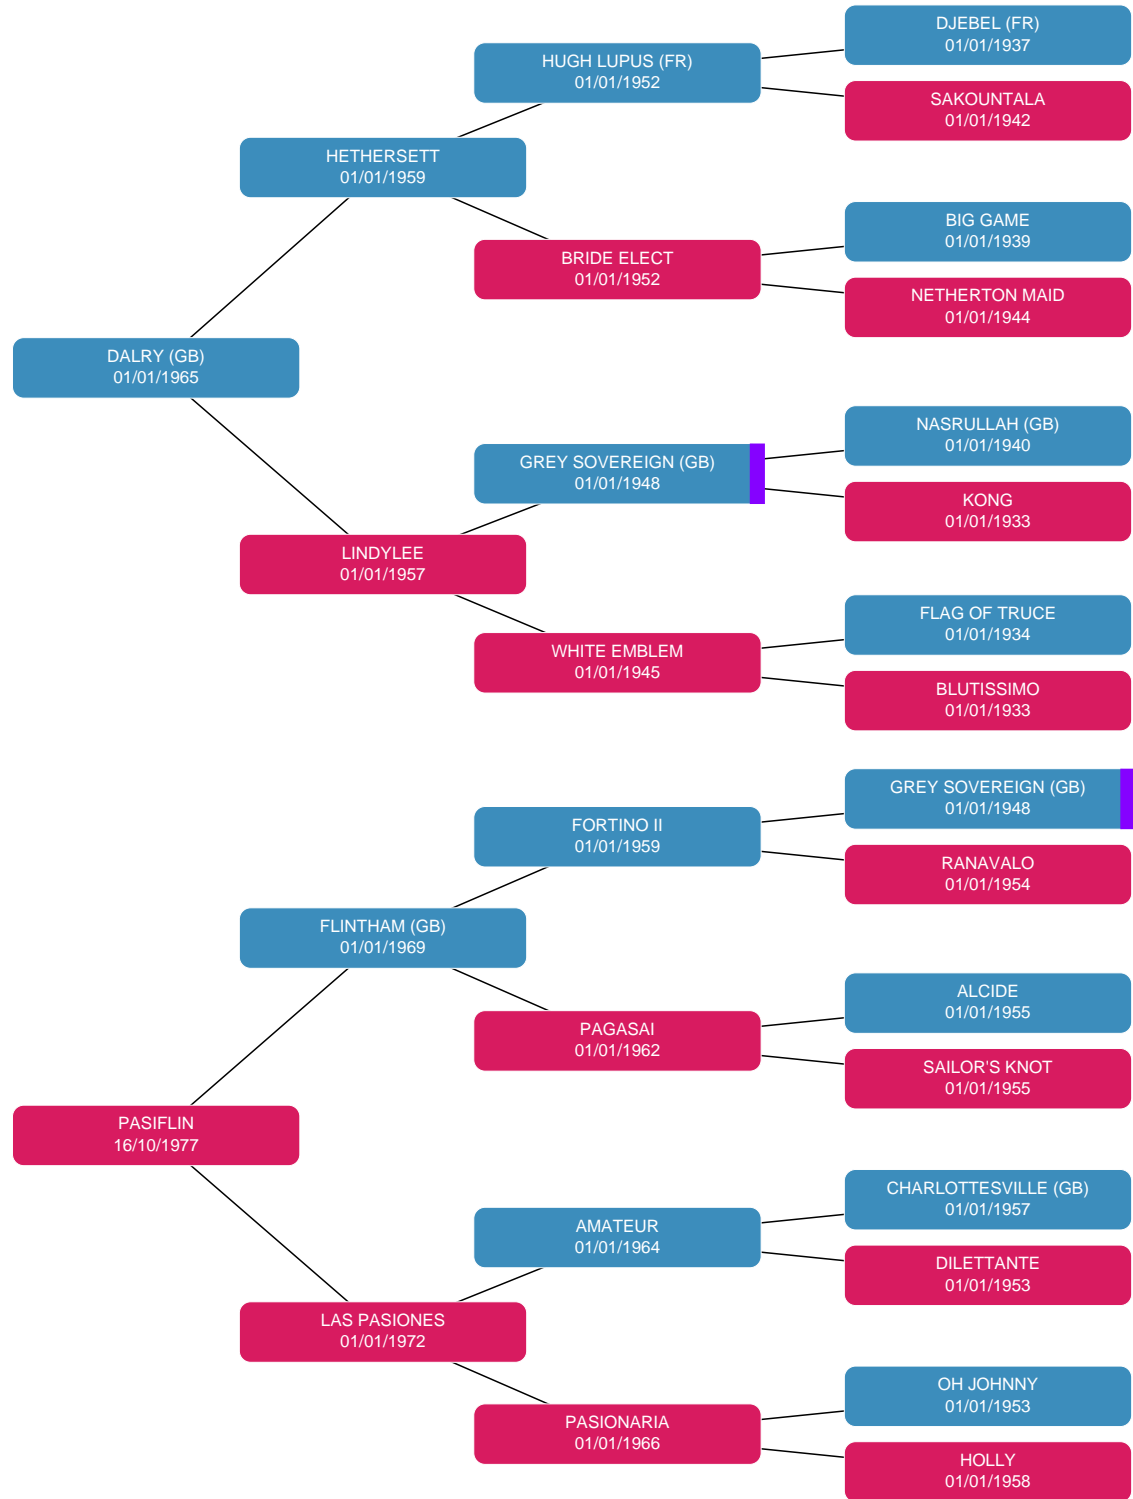 DJEBEL (FR)
01/01/1937
HUGH LUPUS (FR)
01/01/1952
SAKOUNTALA
01/01/1942
HETHERSETT
01/01/1959
BIG GAME
01/01/1939
BRIDE ELECT
01/01/1952
NETHERTON MAID
01/01/1944
DALRY (GB)
01/01/1965
NASRULLAH (GB)
01/01/1940
GREY SOVEREIGN (GB)
01/01/1948
KONG
01/01/1933
LINDYLEE
01/01/1957
FLAG OF TRUCE
01/01/1934
WHITE EMBLEM
01/01/1945
BLUTISSIMO
01/01/1933
GREY SOVEREIGN (GB)
01/01/1948
FORTINO II
01/01/1959
RANAVALO
01/01/1954
FLINTHAM (GB)
01/01/1969
ALCIDE
01/01/1955
PAGASAI
01/01/1962
SAILOR'S KNOT
01/01/1955
PASIFLIN
16/10/1977
CHARLOTTESVILLE (GB)
01/01/1957
AMATEUR
01/01/1964
DILETTANTE
01/01/1953
LAS PASIONES
01/01/1972
OH JOHNNY
01/01/1953
PASIONARIA
01/01/1966
HOLLY
01/01/1958